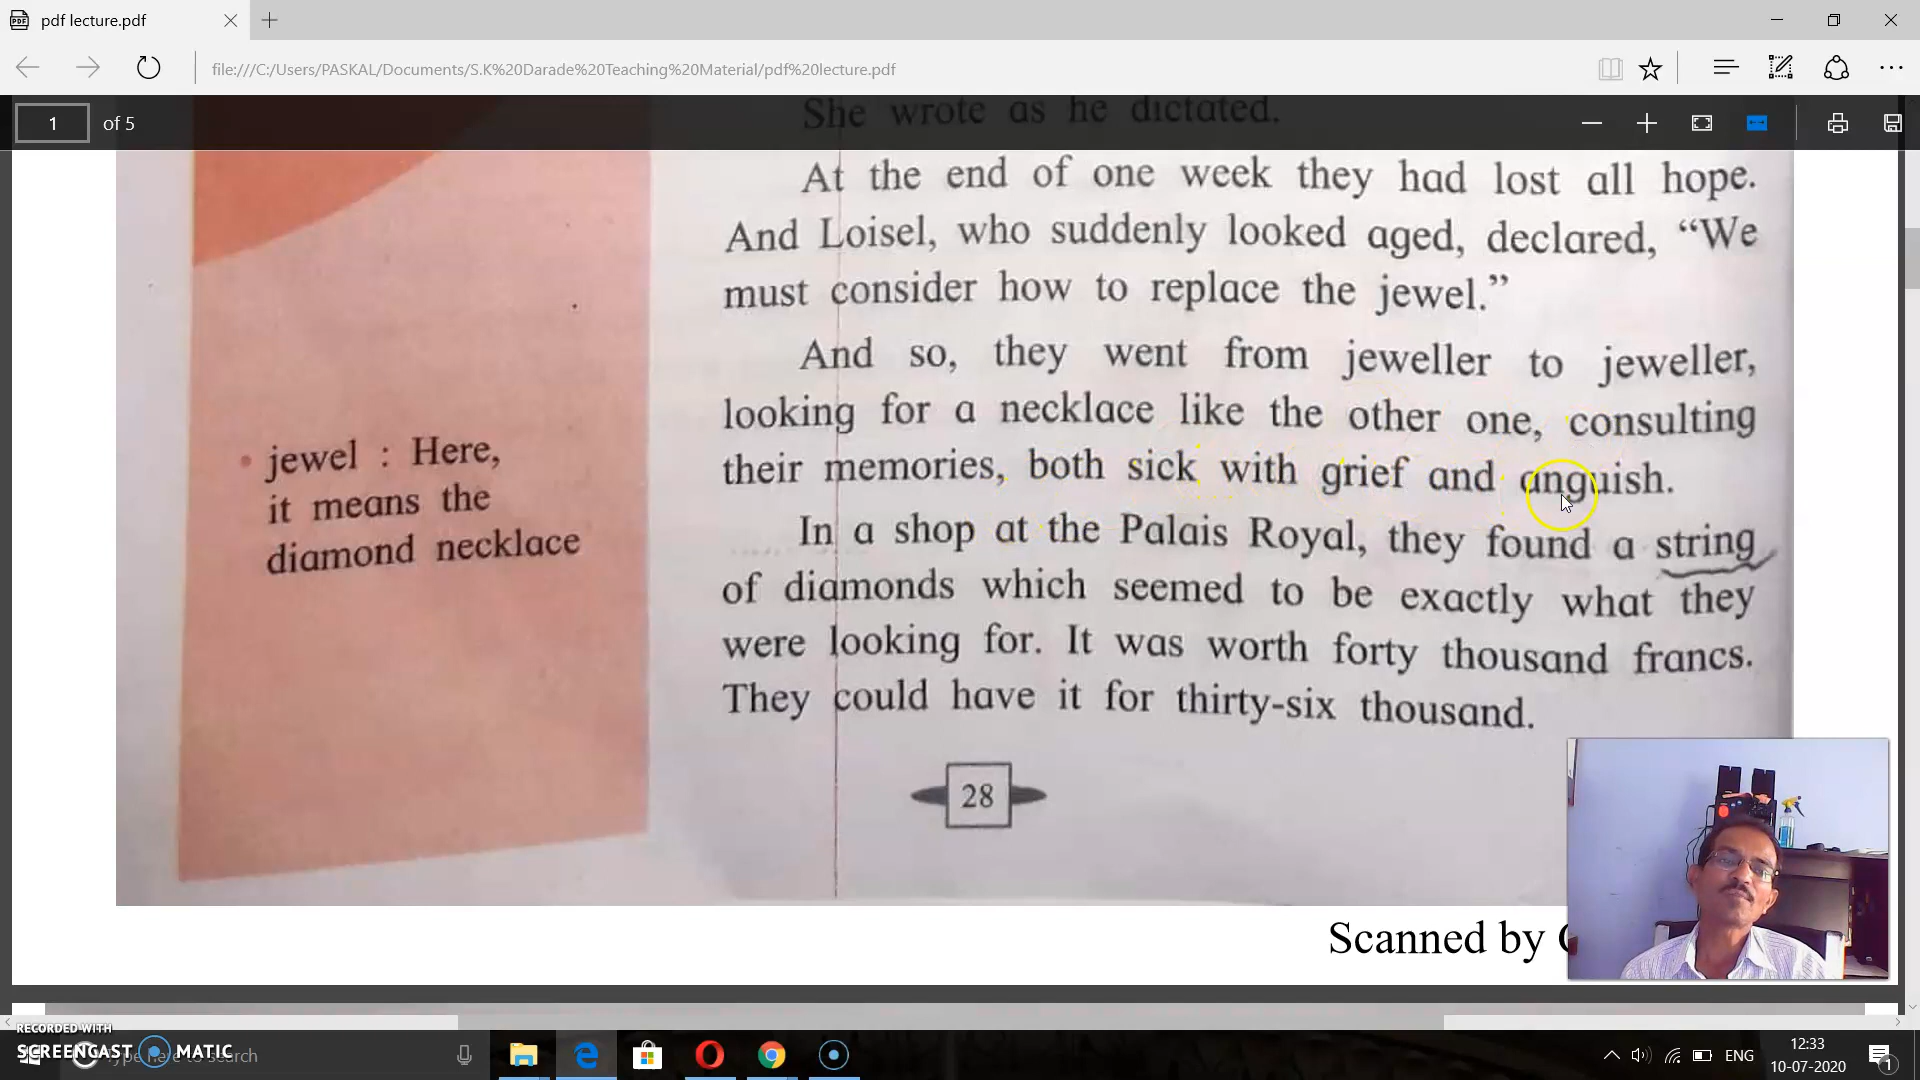 pdf lecture.pdf
file:///C:/Users/PASKAL/Documents/S.K%20Darade%20Teaching%20Material/pdf%20lecture.pdf
1 of 5
She wrote as he dictated.
At the end of one week they had lost all hope.
And Loisel, who suddenly looked aged, declared, “We
must consider how to replace the jewel.”
And so, they went from jeweller to jeweller,
looking for a necklace like the other one, consulting
their memories, both sick with grief and anguish.
In a shop at the Palais Royal, they found a string
of diamonds which seemed to be exactly what they
were looking for. It was worth forty thousand francs.
They could have it for thirty-six thousand.
jewel : Here,
it means the
diamond necklace
28
Scanned by
RECORDED WITH
SCREENCAST MATIC
Type here to search
ENG
12:33
10-07-2020
1